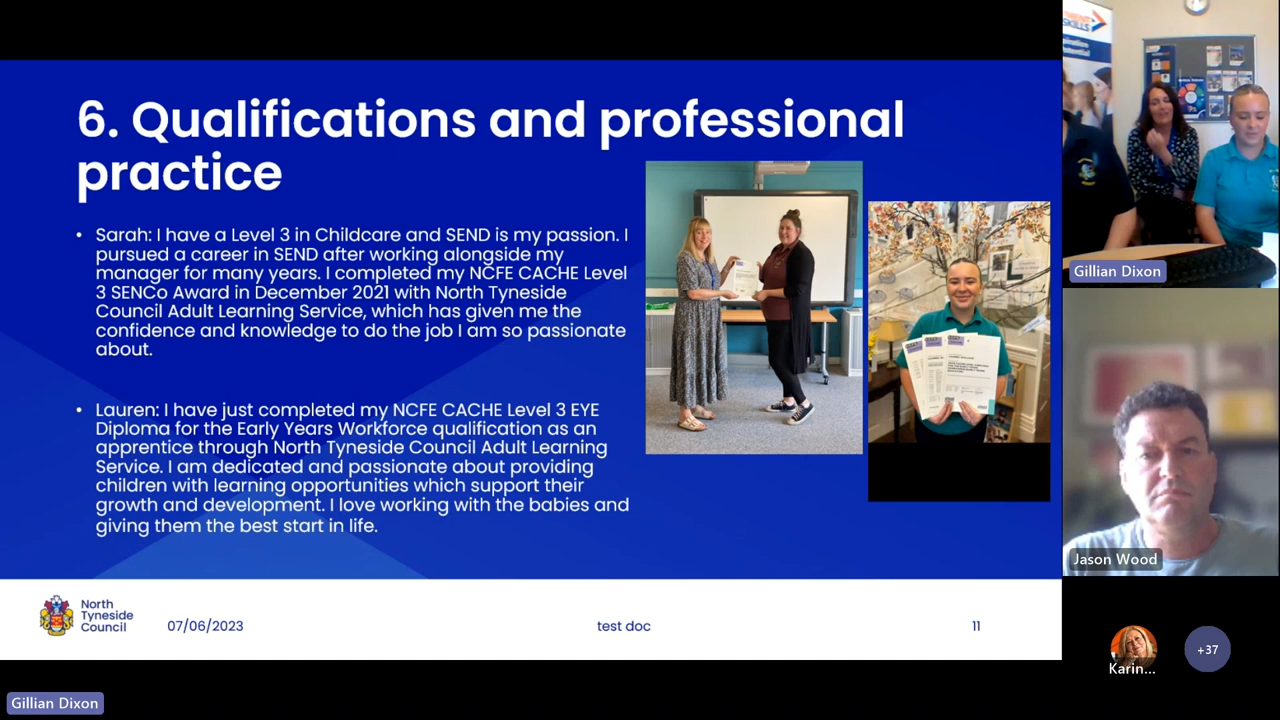 6. Qualifications and professional
practice
• Sarah: I have a Level 3 in Childcare and SEND is my passion. I
pursued a career in SEND after working alongside my
manager for many years. I completed my NCFE CACHE Level
3 SENCo Award in December 2021 with North Tyneside
Council Adult Learning Service, which has given me the
confidence and knowledge to do the job I am so passionate
about.
• Lauren: I have just completed my NCFE CACHE Level 3 EYE
Diploma for the Early Years Workforce qualification as an
apprentice through North Tyneside Council Adult Learning
Service. I am dedicated and passionate about providing
children with learning opportunities which support their
growth and development. I love working with the babies and
giving them the best start in life.
North
Tyneside
Council
07/06/2023
test doc
11
Gillian Dixon
SKILLS
Gillian Dixon
Jason Wood
Karin...
+37